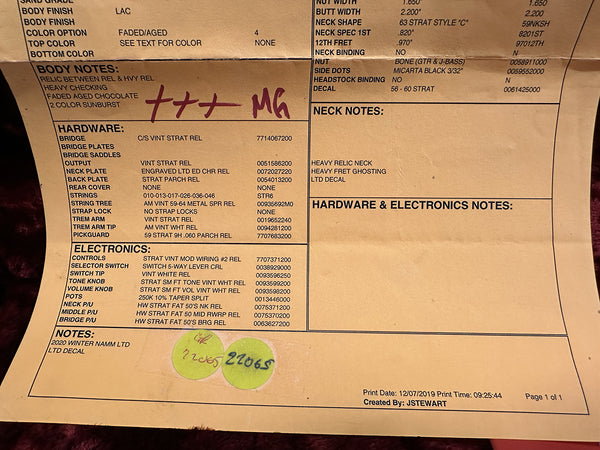 SAND GRADE
BODY FINISH LAC
BODY FINISH
COLOR OPTION FADED/AGED 4
TOP COLOR SEE TEXT FOR COLOR NONE
BOTTOM COLOR
BODY NOTES:
RELIC BETWEEN REL & HVY REL
HEAVY CHECKING
FADED AGED CHOCOLATE
2 COLOR SUNBURST
+++ MG
HARDWARE:
BRIDGE C/S VINT STRAT REL 7714067200
BRIDGE PLATES
BRIDGE SADDLES
OUTPUT VINT STRAT REL 0051586200
NECK PLATE ENGRAVED LTD ED CHR REL 0072027220
BACK PLATE STRAT PARCH REL 0054013200
REAR COVER NONE NONE
STRINGS 010-013-017-026-036-046 STR6
STRING TREE AM VINT 59-64 METAL SPR REL 00935692M0
STRAP LOCK NO STRAP LOCKS NONE
TREM ARM VINT STRAT REL 0019652240
TREM ARM TIP AM VINT WHT REL 0094281200
PICKGUARD 59 STRAT 9H .060 PARCH REL 7707683200
ELECTRONICS:
CONTROLS STRAT VINT MOD WIRING #2 REL 7707371200
SELECTOR SWITCH SWITCH 5-WAY LEVER CRL 0038929000
SWITCH TIP VINT WHITE REL 0093596250
TONE KNOB STRAT SM FT TONE VINT WHT REL 0093599200
VOLUME KNOB STRAT SM FT VOL VINT WHT REL 0093598200
POTS 250K 10% TAPER SPLIT 0013446000
NECK P/U HW STRAT FAT 50'S NK REL 0075371200
MIDDLE P/U HW STRAT FAT 50 MID RWRP REL 0075370200
BRIDGE P/U HW STRAT FAT 50'S BRG REL 0063627200
NOTES:
2020 WINTER NAMM LTD
LTD DECAL
22065
22065
NUT WIDTH 1.650 1.650
BUTT WIDTH 2.200 2.200
NECK SHAPE 63 STRAT STYLE "C" 59NKSH
NECK SPEC 1ST .820" 8201ST
12TH FRET .970" 97012TH
NECK BINDING NO N
NUT BONE (GTR & J-BASS) 0058911000
SIDE DOTS MICARTA BLACK 3/32" 0059552000
HEADSTOCK BINDING NO N
DECAL 56 - 60 STRAT 0061425000
NECK NOTES:
HEAVY RELIC NECK
HEAVY FRET GHOSTING
LTD DECAL
HARDWARE & ELECTRONICS NOTES:
Print Date: 12/07/2019 Print Time: 09:25:44 Page 1 of 1
Created By: JSTEWART